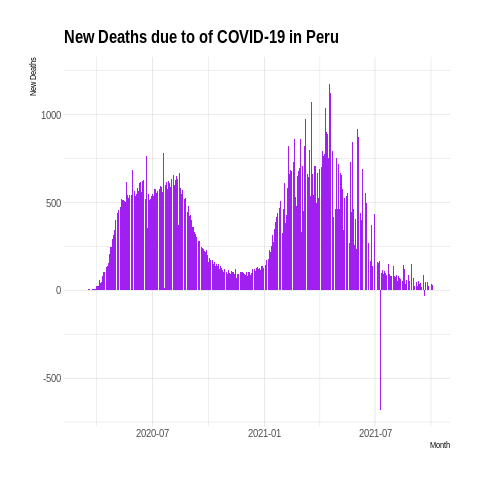 New Deaths due to of COVID-19 in Peru
New Deaths
1000
500
0
-500
2020-07
2021-01
2021-07
Month